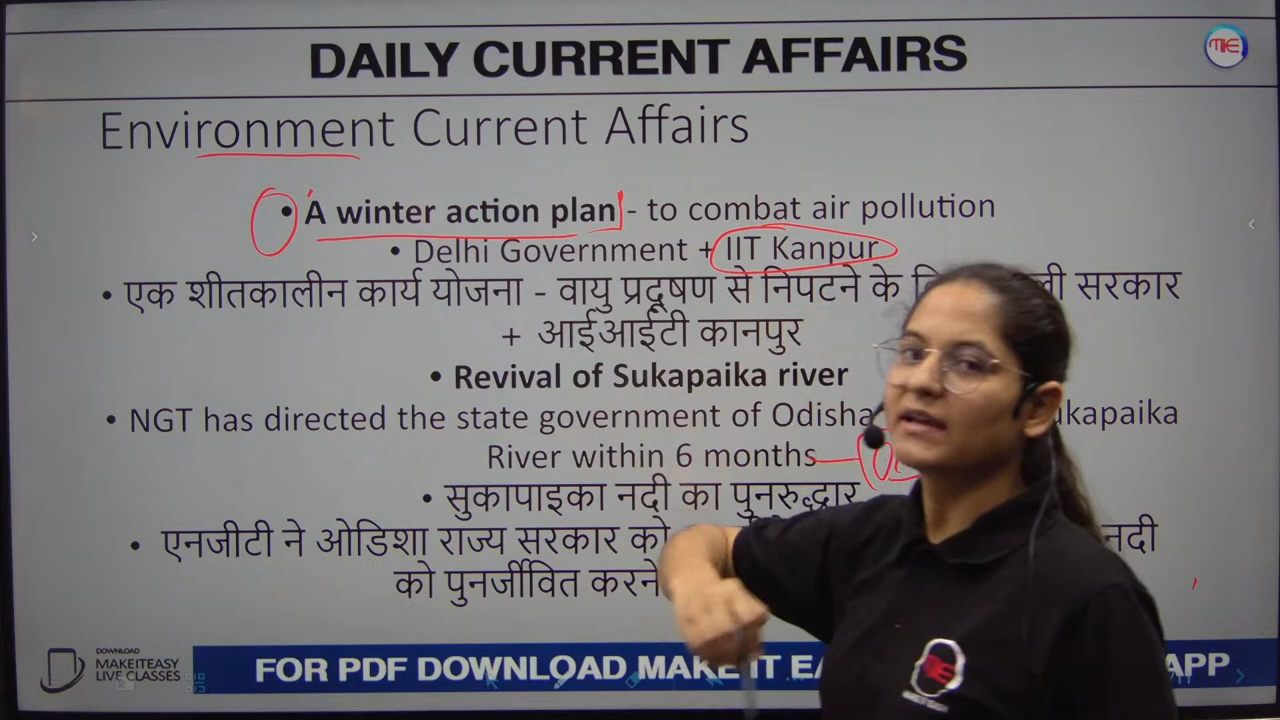 DAILY CURRENT AFFAIRS
MIE
Environment Current Affairs
• A winter action plan - to combat air pollution
• Delhi Government + IIT Kanpur
• एक शीतकालीन कार्य योजना - वायु प्रदूषण से निपटने के सरकार
+ आईआईटी कानपुर
• Revival of Sukapaika river
• NGT has directed the state government of Odisha
River within 6 months
• सुकापाइका नदी का पुनरुद्धार
• एनजीटी ने ओडिशा राज्य सरकार को नदी
को पुनर्जीवित करने
DOWNLOAD
MAKEITEASY
LIVE CLASSES
FOR PDF DOWNLOAD MAKE IT APP